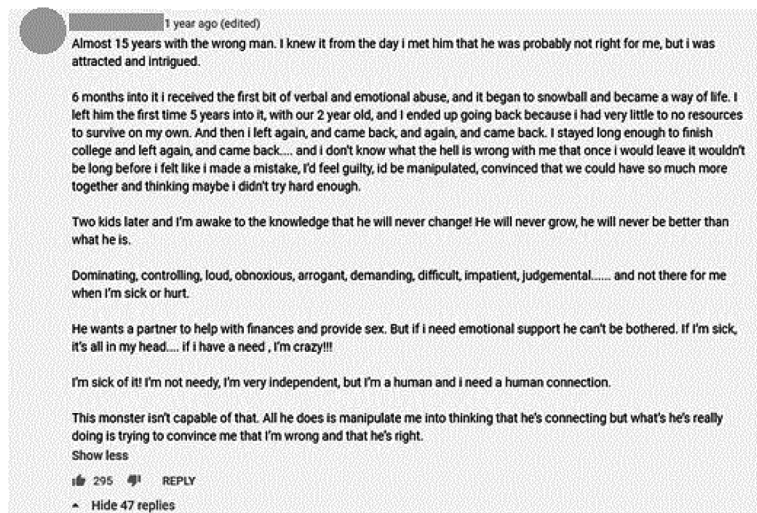 1 year ago (edited)
Almost 15 years with the wrong man. I knew it from the day i met him that he was probably not right for me, but i was
attracted and intrigued.
6 months into it i received the first bit of verbal and emotional abuse, and it began to snowball and became a way of life. I
left him the first time 5 years into it, with our 2 year old, and I ended up going back because i had very little to no resources
to survive on my own. And then i left again, and came back, and again, and came back. I stayed long enough to finish
college and left again, and came back.... and i don't know what the hell is wrong with me that once i would leave it wouldn't
be long before i felt like i made a mistake, I'd feel guilty, id be manipulated, convinced that we could have so much more
together and thinking maybe i didn't try hard enough.
Two kids later and I'm awake to the knowledge that he will never change! He will never grow, he will never be better than
what he is.
Dominating, controlling, loud, obnoxious, arrogant, demanding, difficult, impatient, judgemental...... and not there for me
when I'm sick or hurt.
He wants a partner to help with finances and provide sex. But if i need emotional support he can't be bothered. If I'm sick,
it's all in my head.... if i have a need , I'm crazy!!!
I'm sick of it! I'm not needy, I'm very independent, but I'm a human and i need a human connection.
This monster isn't capable of that. All he does is manipulate me into thinking that he's connecting but what's he's really
doing is trying to convince me that I'm wrong and that he's right.
Show less
295 REPLY
Hide 47 replies